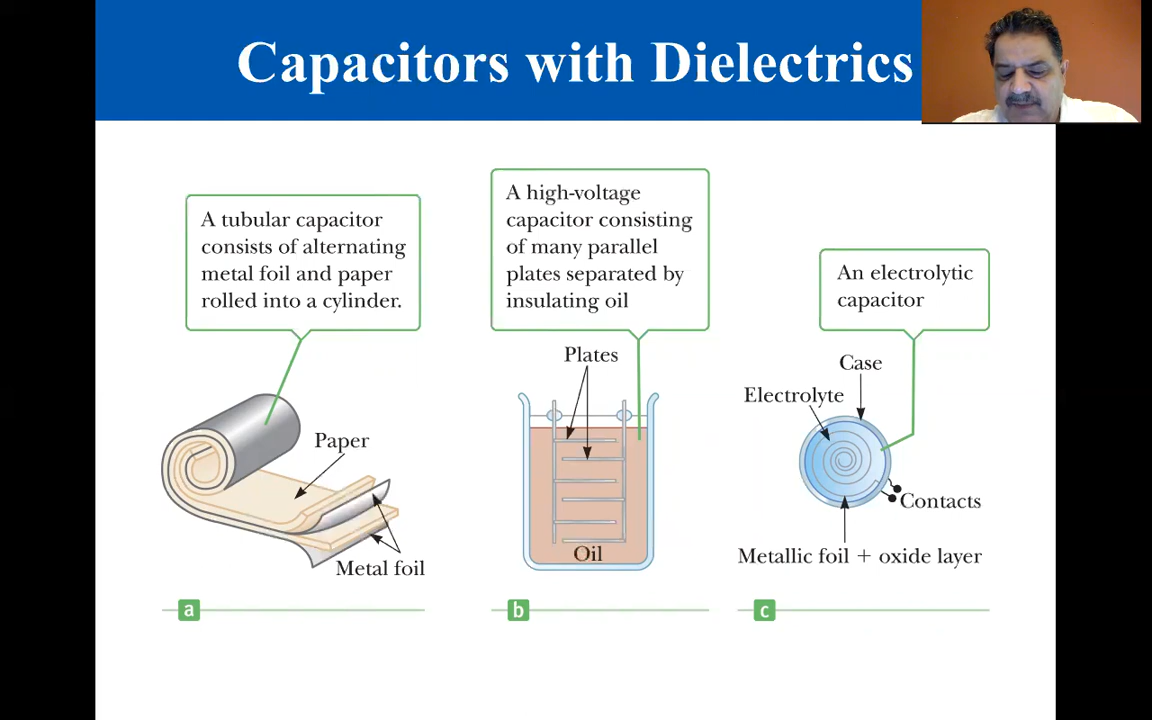 Capacitors with Dielectrics
A tubular capacitor
consists of alternating
metal foil and paper
rolled into a cylinder.
Paper
Metal foil
a
A high-voltage
capacitor consisting
of many parallel
plates separated by
insulating oil
Plates
Oil
b
An electrolytic
capacitor
Case
Electrolyte
Contacts
Metallic foil + oxide layer
c